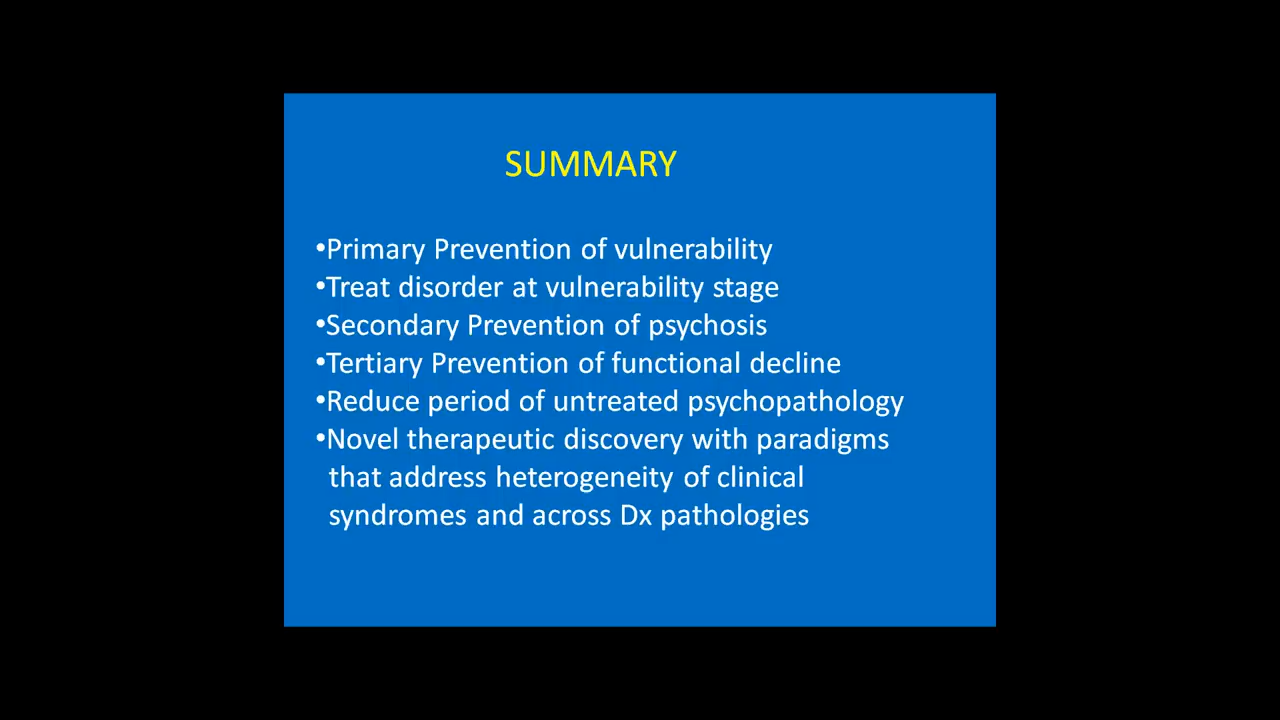 SUMMARY
•Primary Prevention of vulnerability
•Treat disorder at vulnerability stage
•Secondary Prevention of psychosis
•Tertiary Prevention of functional decline
•Reduce period of untreated psychopathology
•Novel therapeutic discovery with paradigms
that address heterogeneity of clinical
syndromes and across Dx pathologies